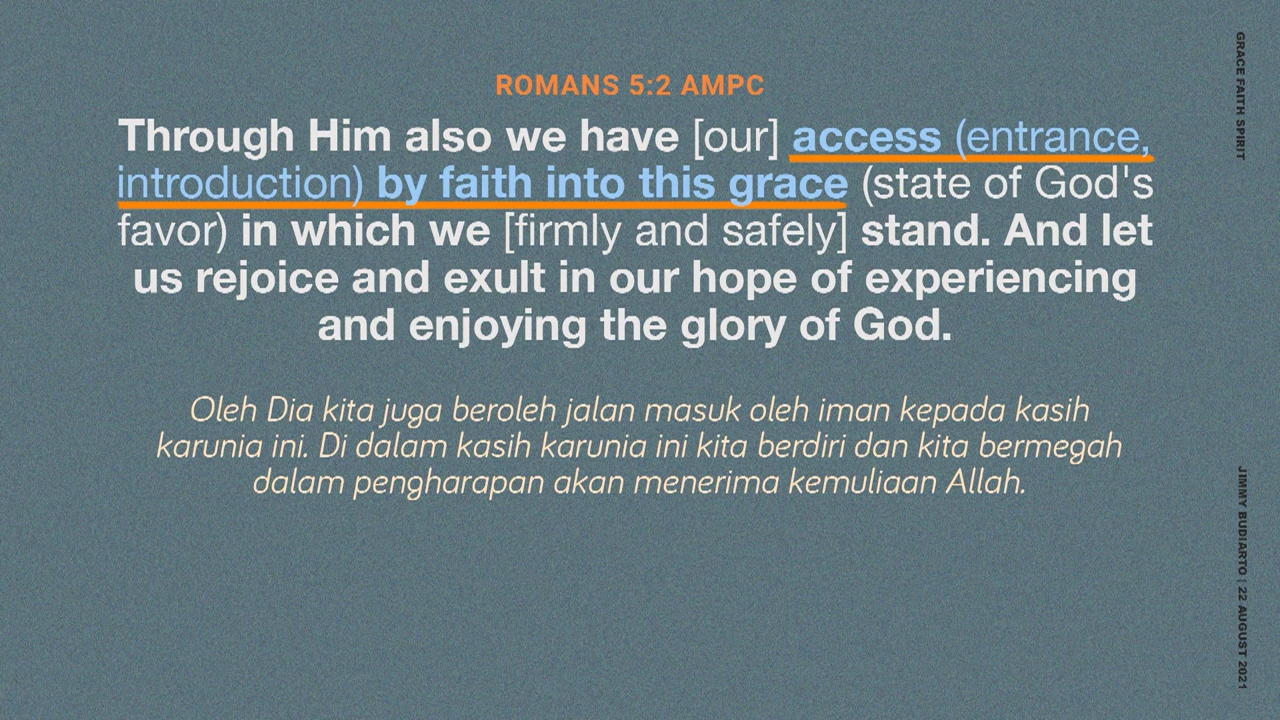 ROMANS 5:2 AMPC
Through Him also we have [our] access (entrance,
introduction) by faith into this grace (state of God's
favor) in which we [firmly and safely] stand. And let
us rejoice and exult in our hope of experiencing
and enjoying the glory of God.
Oleh Dia kita juga beroleh jalan masuk oleh iman kepada kasih
karunia ini. Di dalam kasih karunia ini kita berdiri dan kita bermegah
dalam pengharapan akan menerima kemuliaan Allah.
GRACE FAITH SPIRIT
JIMMY BUDIARTO | 22 AUGUST 2021